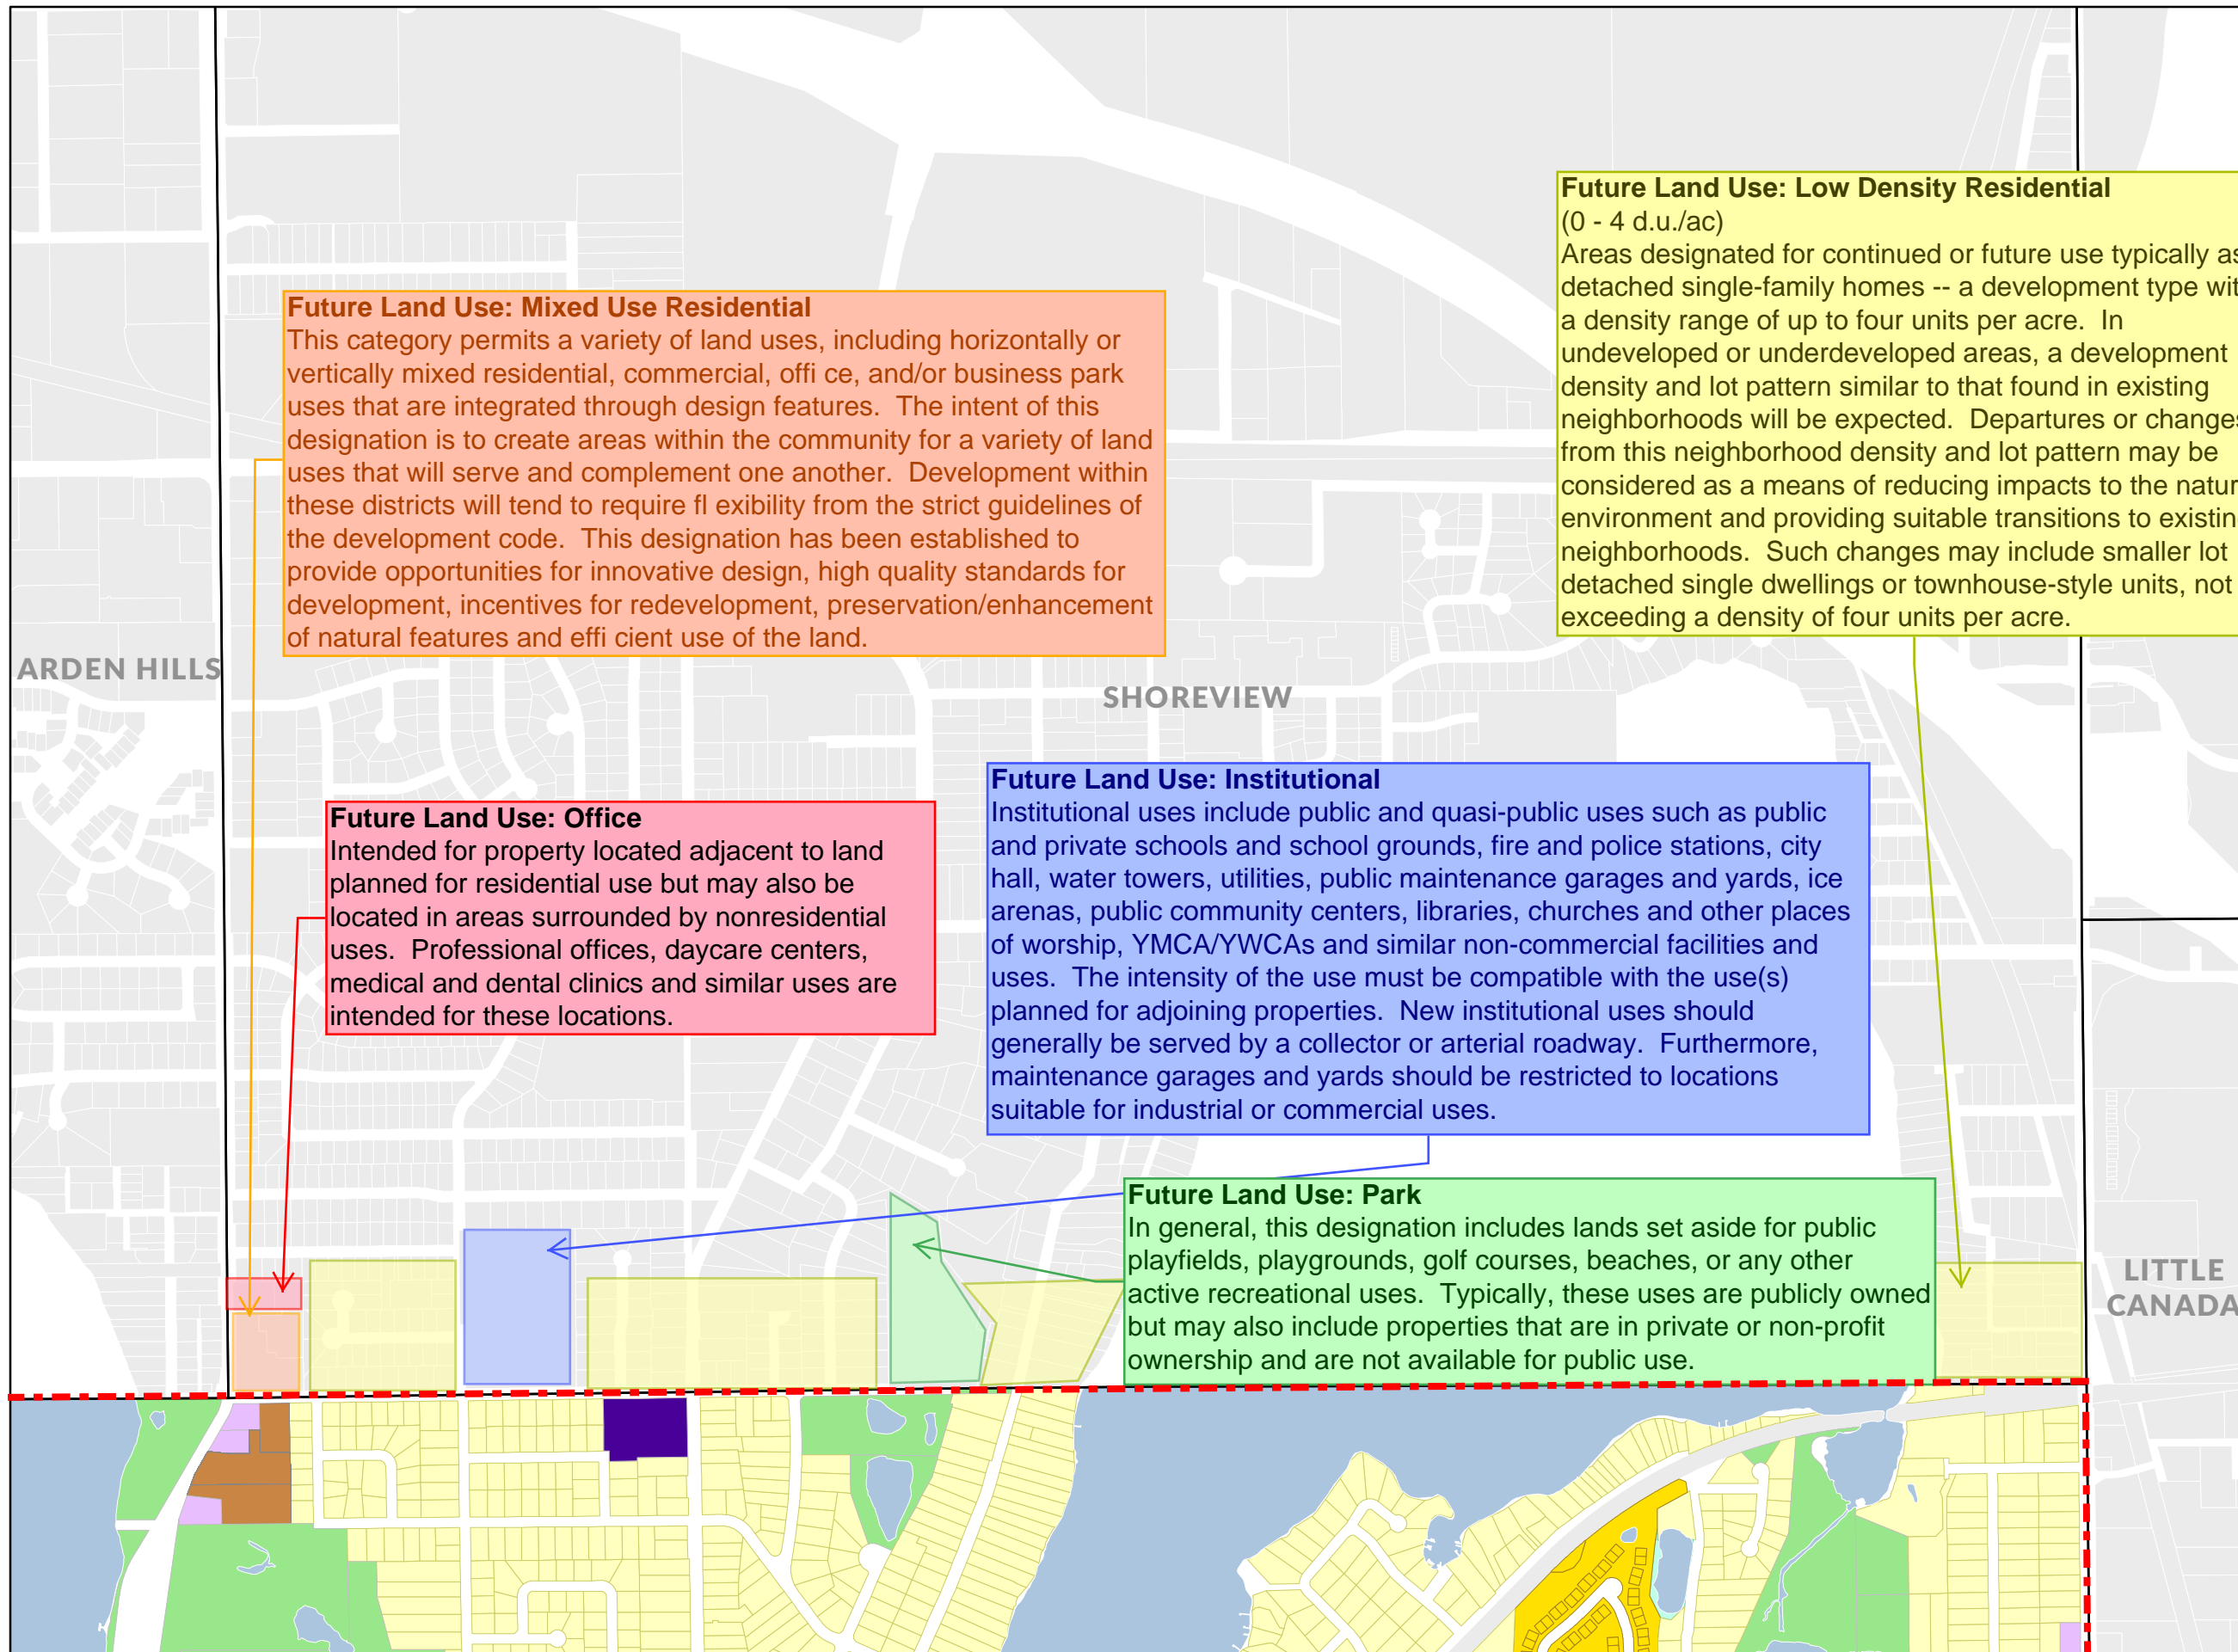 Future Land Use: Low Density Residential
(0 - 4 d.u./ac)
Areas designated for continued or future use typically as
detached single-family homes -- a development type wit
a density range of up to four units per acre.  In
undeveloped or underdeveloped areas, a development
density and lot pattern similar to that found in existing
neighborhoods will be expected.  Departures or changes
from this neighborhood density and lot pattern may be
considered as a means of reducing impacts to the natur
environment and providing suitable transitions to existin
neighborhoods.  Such changes may include smaller lot
detached single dwellings or townhouse-style units, not
exceeding a density of four units per acre.
Future Land Use: Mixed Use Residential
This category permits a variety of land uses, including horizontally or
vertically mixed residential, commercial, offi ce, and/or business park
uses that are integrated through design features.  The intent of this
designation is to create areas within the community for a variety of land
uses that will serve and complement one another.  Development within
these districts will tend to require fl exibility from the strict guidelines of
the development code.  This designation has been established to
provide opportunities for innovative design, high quality standards for
development, incentives for redevelopment, preservation/enhancement
of natural features and effi cient use of the land.
ARDEN HILLS
SHOREVIEW
Future Land Use: Office
Intended for property located adjacent to land
planned for residential use but may also be
located in areas surrounded by nonresidential
uses.  Professional offices, daycare centers,
medical and dental clinics and similar uses are
intended for these locations.
Future Land Use: Institutional
Institutional uses include public and quasi-public uses such as public
and private schools and school grounds, fire and police stations, city
hall, water towers, utilities, public maintenance garages and yards, ice
arenas, public community centers, libraries, churches and other places
of worship, YMCA/YWCAs and similar non-commercial facilities and
uses.  The intensity of the use must be compatible with the use(s)
planned for adjoining properties.  New institutional uses should
generally be served by a collector or arterial roadway.  Furthermore,
maintenance garages and yards should be restricted to locations
suitable for industrial or commercial uses.
Future Land Use: Park
In general, this designation includes lands set aside for public
playfields, playgrounds, golf courses, beaches, or any other
active recreational uses.  Typically, these uses are publicly owned
but may also include properties that are in private or non-profit
ownership and are not available for public use.
LITTLE
CANADA